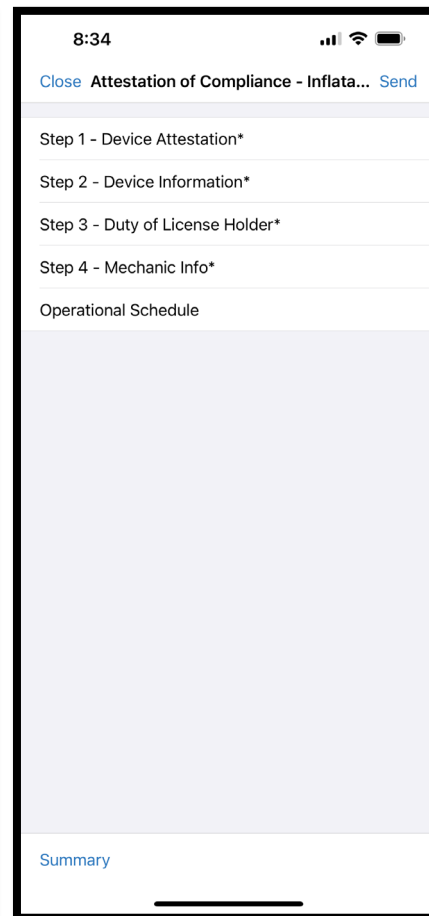 8:34
Close Attestation of Compliance - Inflata... Send
Step 1 - Device Attestation*
Step 2 - Device Information*
Step 3 - Duty of License Holder*
Step 4 - Mechanic Info*
Operational Schedule
Summary